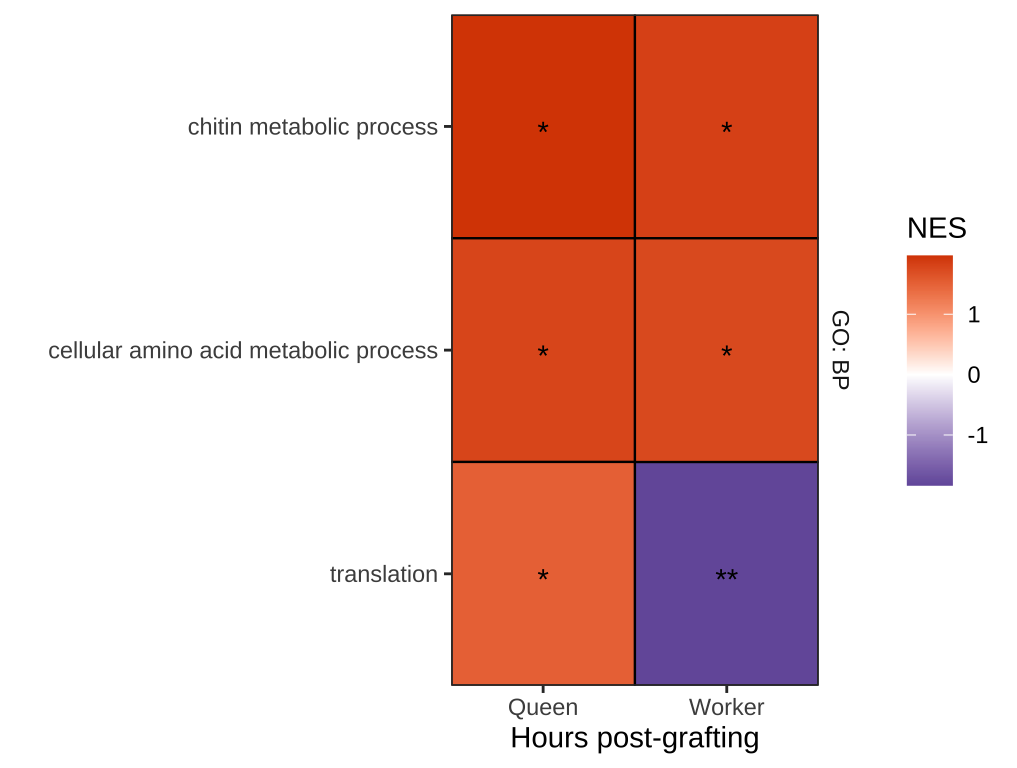 chitin metabolic process
*
*
cellular amino acid metabolic process
*
*
translation
*
**
Queen
Worker
Hours post-grafting
GO: BP
NES
1
0
-1